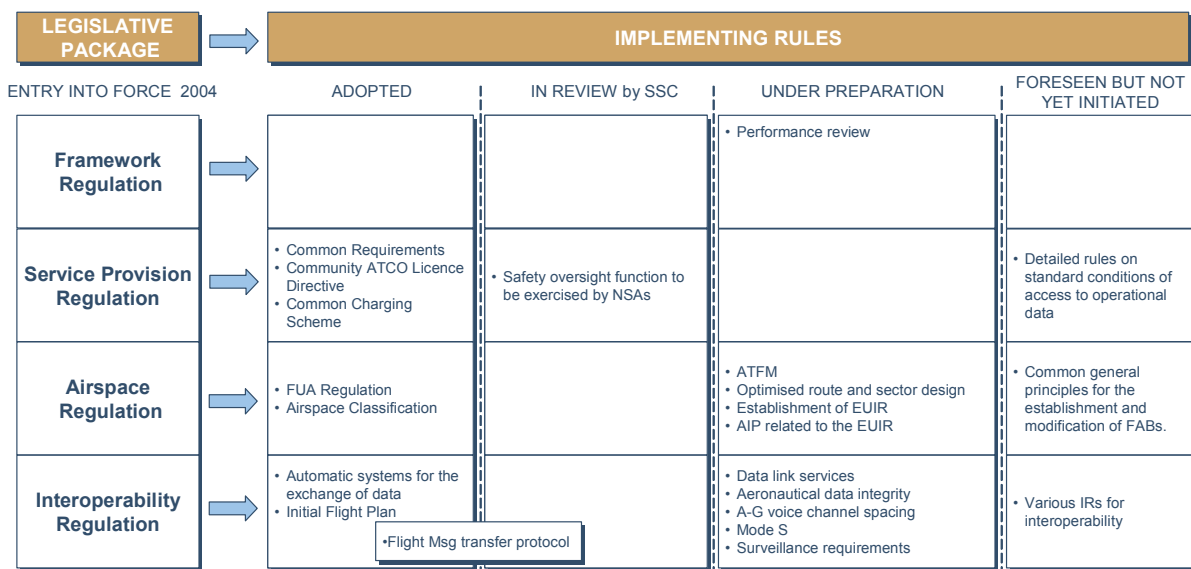 LEGISLATIVE
PACKAGE
IMPLEMENTING RULES
ENTRY INTO FORCE 2004
ADOPTED
IN REVIEW by SSC
UNDER PREPARATION
FORESEEN BUT NOT
YET INITIATED
Framework
Regulation
• Performance review
Service Provision
Regulation
• Common Requirements
• Community ATCO Licence
Directive
• Common Charging
Scheme
• Safety oversight function to
be exercised by NSAs
• Detailed rules on
standard conditions of
access to operational
data
Airspace
Regulation
• FUA Regulation
• Airspace Classification
• ATFM
• Optimised route and sector design
• Establishment of EUIR
• AIP related to the EUIR
• Common general
principles for the
establishment and
modification of FABs.
Interoperability
Regulation
• Automatic systems for the
exchange of data
• Initial Flight Plan
•Flight Msg transfer protocol
• Data link services
• Aeronautical data integrity
• A-G voice channel spacing
• Mode S
• Surveillance requirements
• Various IRs for
interoperability